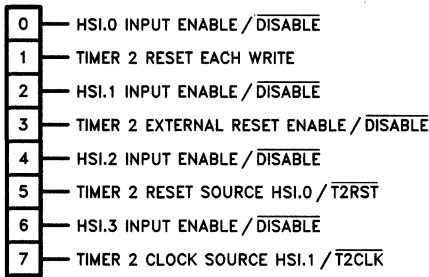 0 HSI.0 INPUT ENABLE / DISABLE
1 TIMER 2 RESET EACH WRITE
2 HSI.1 INPUT ENABLE / DISABLE
3 TIMER 2 EXTERNAL RESET ENABLE / DISABLE
4 HSI.2 INPUT ENABLE / DISABLE
5 TIMER 2 RESET SOURCE HSI.0 / T2RST
6 HSI.3 INPUT ENABLE / DISABLE
7 TIMER 2 CLOCK SOURCE HSI.1 / T2CLK